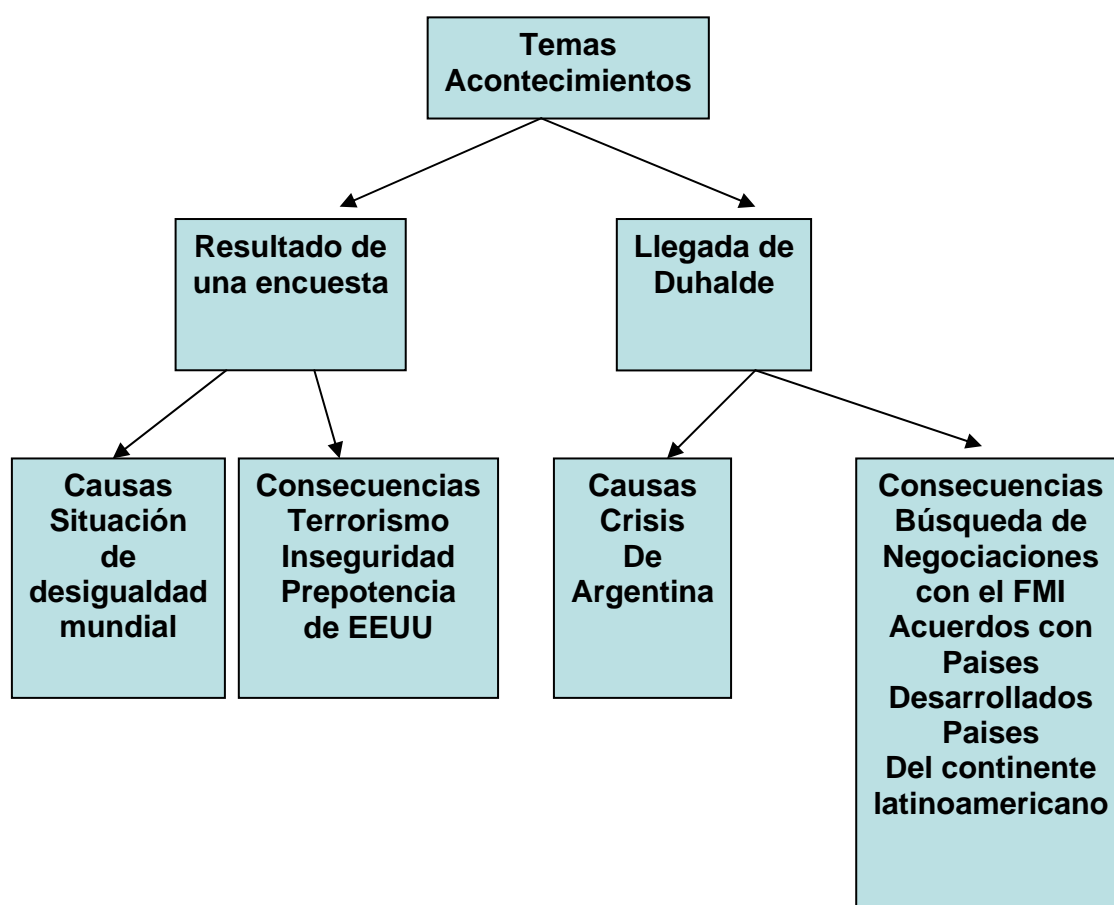 Temas
Acontecimientos
Resultado de
una encuesta
Llegada de
Duhalde
Causas
Situación
de
desigualdad
mundial
Consecuencias
Terrorismo
Inseguridad
Prepotencia
de EEUU
Causas
Crisis
De
Argentina
Consecuencias
Búsqueda de
Negociaciones
con el FMI
Acuerdos con
Paises
Desarrollados
Paises
Del continente
latinoamericano